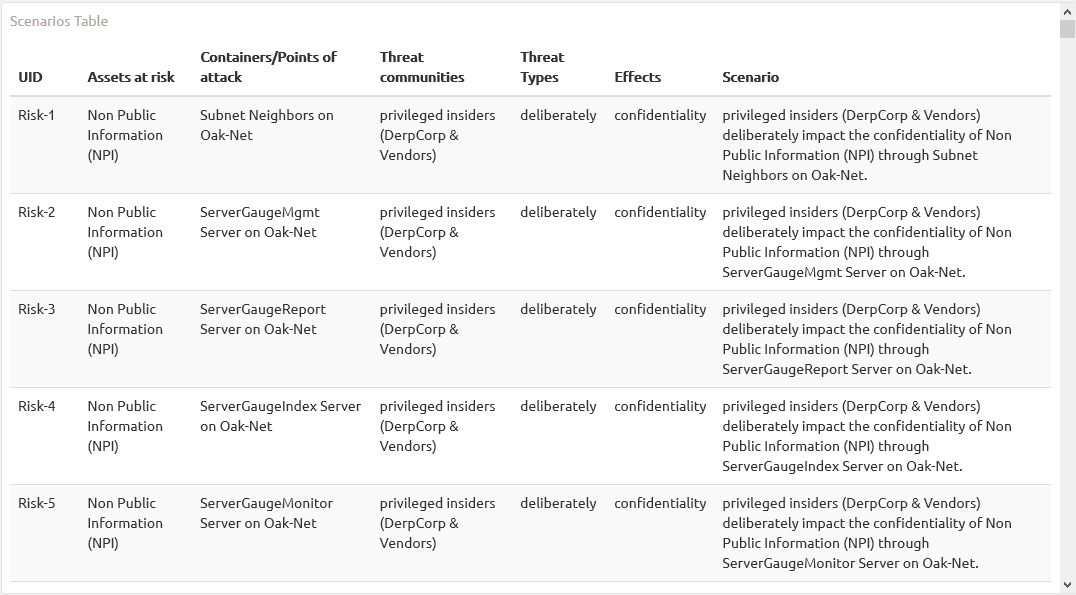 Scenarios Table
UID Assets at risk Containers/Points of attack Threat communities Threat Types Effects Scenario
Risk-1 Non Public Information (NPI) Subnet Neighbors on Oak-Net privileged insiders (DerpCorp & Vendors) deliberately confidentiality privileged insiders (DerpCorp & Vendors) deliberately impact the confidentiality of Non Public Information (NPI) through Subnet Neighbors on Oak-Net.
Risk-2 Non Public Information (NPI) ServerGaugeMgmt Server on Oak-Net privileged insiders (DerpCorp & Vendors) deliberately confidentiality privileged insiders (DerpCorp & Vendors) deliberately impact the confidentiality of Non Public Information (NPI) through ServerGaugeMgmt Server on Oak-Net.
Risk-3 Non Public Information (NPI) ServerGaugeReport Server on Oak-Net privileged insiders (DerpCorp & Vendors) deliberately confidentiality privileged insiders (DerpCorp & Vendors) deliberately impact the confidentiality of Non Public Information (NPI) through ServerGaugeReport Server on Oak-Net.
Risk-4 Non Public Information (NPI) ServerGaugeIndex Server on Oak-Net privileged insiders (DerpCorp & Vendors) deliberately confidentiality privileged insiders (DerpCorp & Vendors) deliberately impact the confidentiality of Non Public Information (NPI) through ServerGaugeIndex Server on Oak-Net.
Risk-5 Non Public Information (NPI) ServerGaugeMonitor Server on Oak-Net privileged insiders (DerpCorp & Vendors) deliberately confidentiality privileged insiders (DerpCorp & Vendors) deliberately impact the confidentiality of Non Public Information (NPI) through ServerGaugeMonitor Server on Oak-Net.